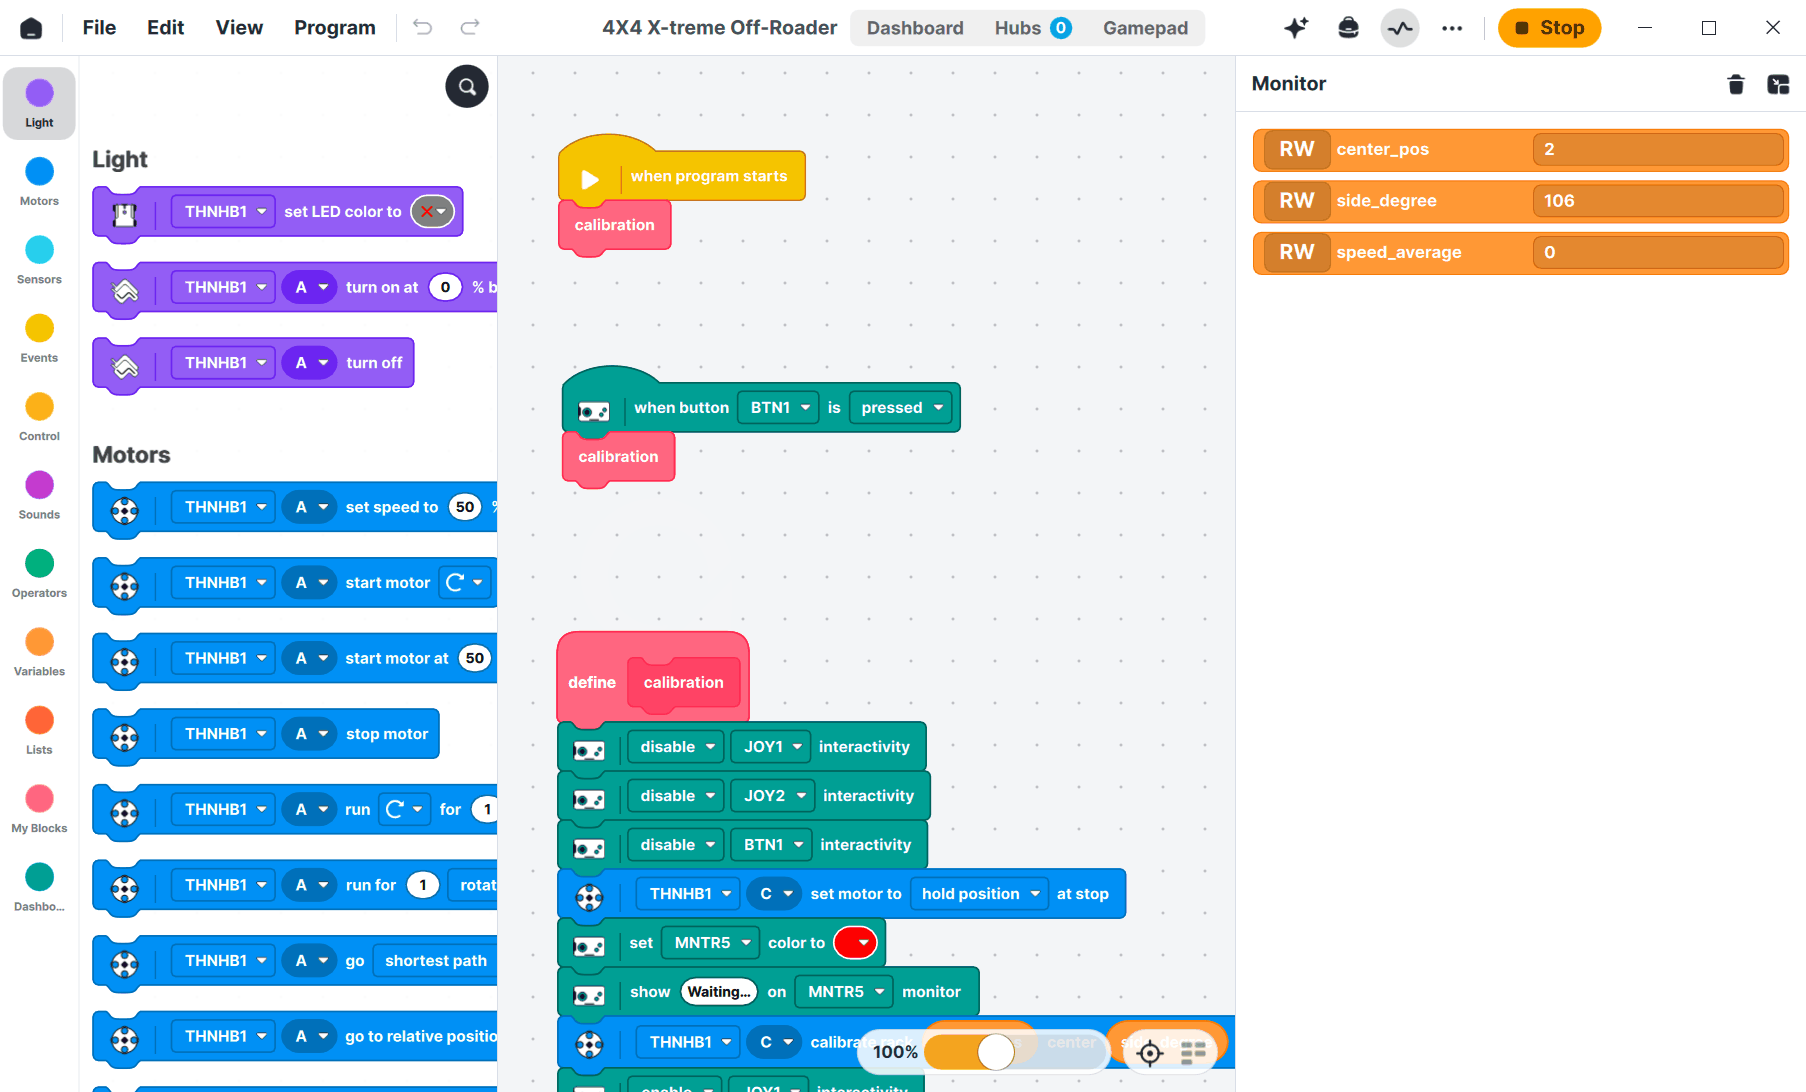 File Edit View Program 4X4 X-treme Off-Roader Dashboard Hubs 0 Gamepad Stop
Light
Motors
Sensors
Events
Control
Sounds
Operators
Variables
Lists
My Blocks
Dashbo...
Light
THNHB1 set LED color to
THNHB1 A turn on at 0 % b
THNHB1 A turn off
Motors
THNHB1 A set speed to 50 %
THNHB1 A start motor
THNHB1 A start motor at 50
THNHB1 A stop motor
THNHB1 A run for 1
THNHB1 A run for 1 rotat
THNHB1 A go shortest path
THNHB1 A go to relative positio
when program starts
calibration
when button BTN1 is pressed
calibration
define calibration
disable JOY1 interactivity
disable JOY2 interactivity
disable BTN1 interactivity
THNHB1 C set motor to hold position at stop
set MNTR5 color to
show Waiting... on MNTR5 monitor
THNHB1 C calibrate rack center
enable JOY1 interactivity
100%
Monitor
RW center_pos 2
RW side_degree 106
RW speed_average 0